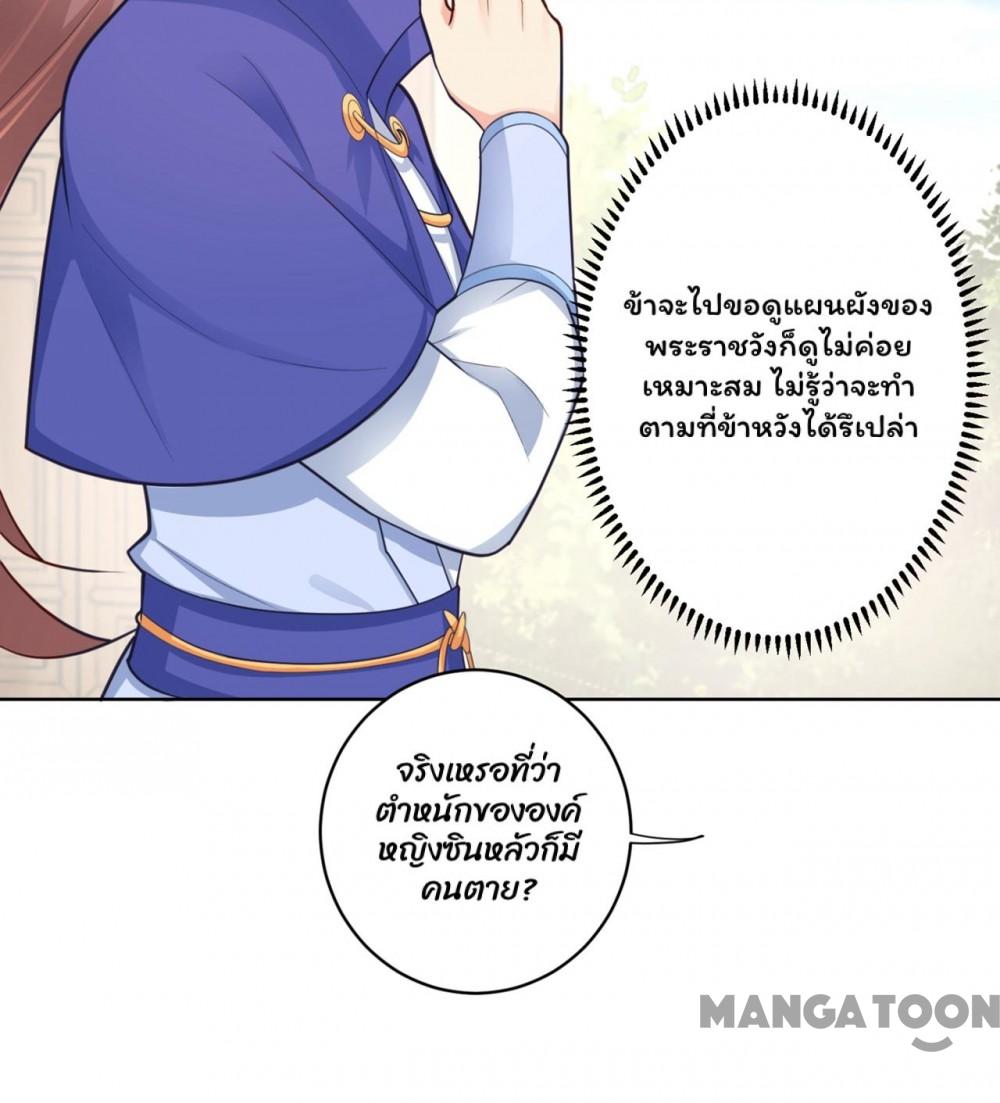 ข้าจะไปขอดูแผนผังของ
พระราชวังก็ดูไม่ค่อย
เหมาะสม ไม่รู้ว่าจะทำ
ตามที่ข้าหวังได้รึเปล่า
จริงเหรอที่ว่า
ตำหนักขององค์
หญิงซินหลัวก็มี
คนตาย?
MANGATOON